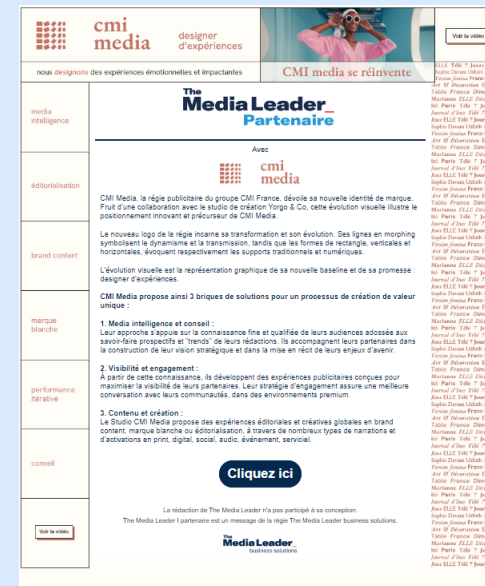 cmi
media
designer
d'expériences
Voir la vidéo
nous designons des expériences émotionnelles et impactantes
CMI media se réinvente
media
intelligence
éditorialisation
brand content
marque
blanche
performance
itérative
conseil
Voir la vidéo
The
Media Leader_
Partenaire
Avec
cmi
media
CMI Media, la régie publicitaire du groupe CMI France, dévoile sa nouvelle identité de marque.
Fruit d'une collaboration avec le studio de création Yorgo & Co, cette évolution visuelle illustre le
positionnement innovant et précurseur de CMI Media.
Le nouveau logo de la régie incarne sa transformation et son évolution. Ses lignes en morphing
symbolisent le dynamisme et la transmission, tandis que les formes de rectangle, verticales et
horizontales, évoquent respectivement les supports traditionnels et numériques.
L'évolution visuelle est la représentation graphique de sa nouvelle baseline et de sa promesse :
designer d'expériences.
CMI Media propose ainsi 3 briques de solutions pour un processus de création de valeur
unique :
1. Media intelligence et conseil :
Leur approche s'appuie sur la connaissance fine et qualifiée de leurs audiences adossée aux
savoir-faire prospectifs et "trends" de leurs rédactions. Ils accompagnent leurs partenaires dans
la construction de leur vision stratégique et dans la mise en récit de leurs enjeux d'avenir.
2. Visibilité et engagement :
À partir de cette connaissance, ils développent des expériences publicitaires conçues pour
maximiser la visibilité de leurs partenaires. Leur stratégie d'engagement assure une meilleure
conversation avec leurs communautés, dans des environnements premium.
3. Contenu et création :
Le Studio CMI Media propose des expériences éditoriales et créatives globales en brand
content, marque blanche ou éditorialisation, à travers de nombreux types de narrations et
d'activations en print, digital, social, audio, événement, serviciel.
Cliquez ici
La rédaction de The Media Leader n'a pas participé à sa conception.
The Media Leader I partenaire est un message de la régie The Media Leader business solutions.
The
Media Leader_
business solutions